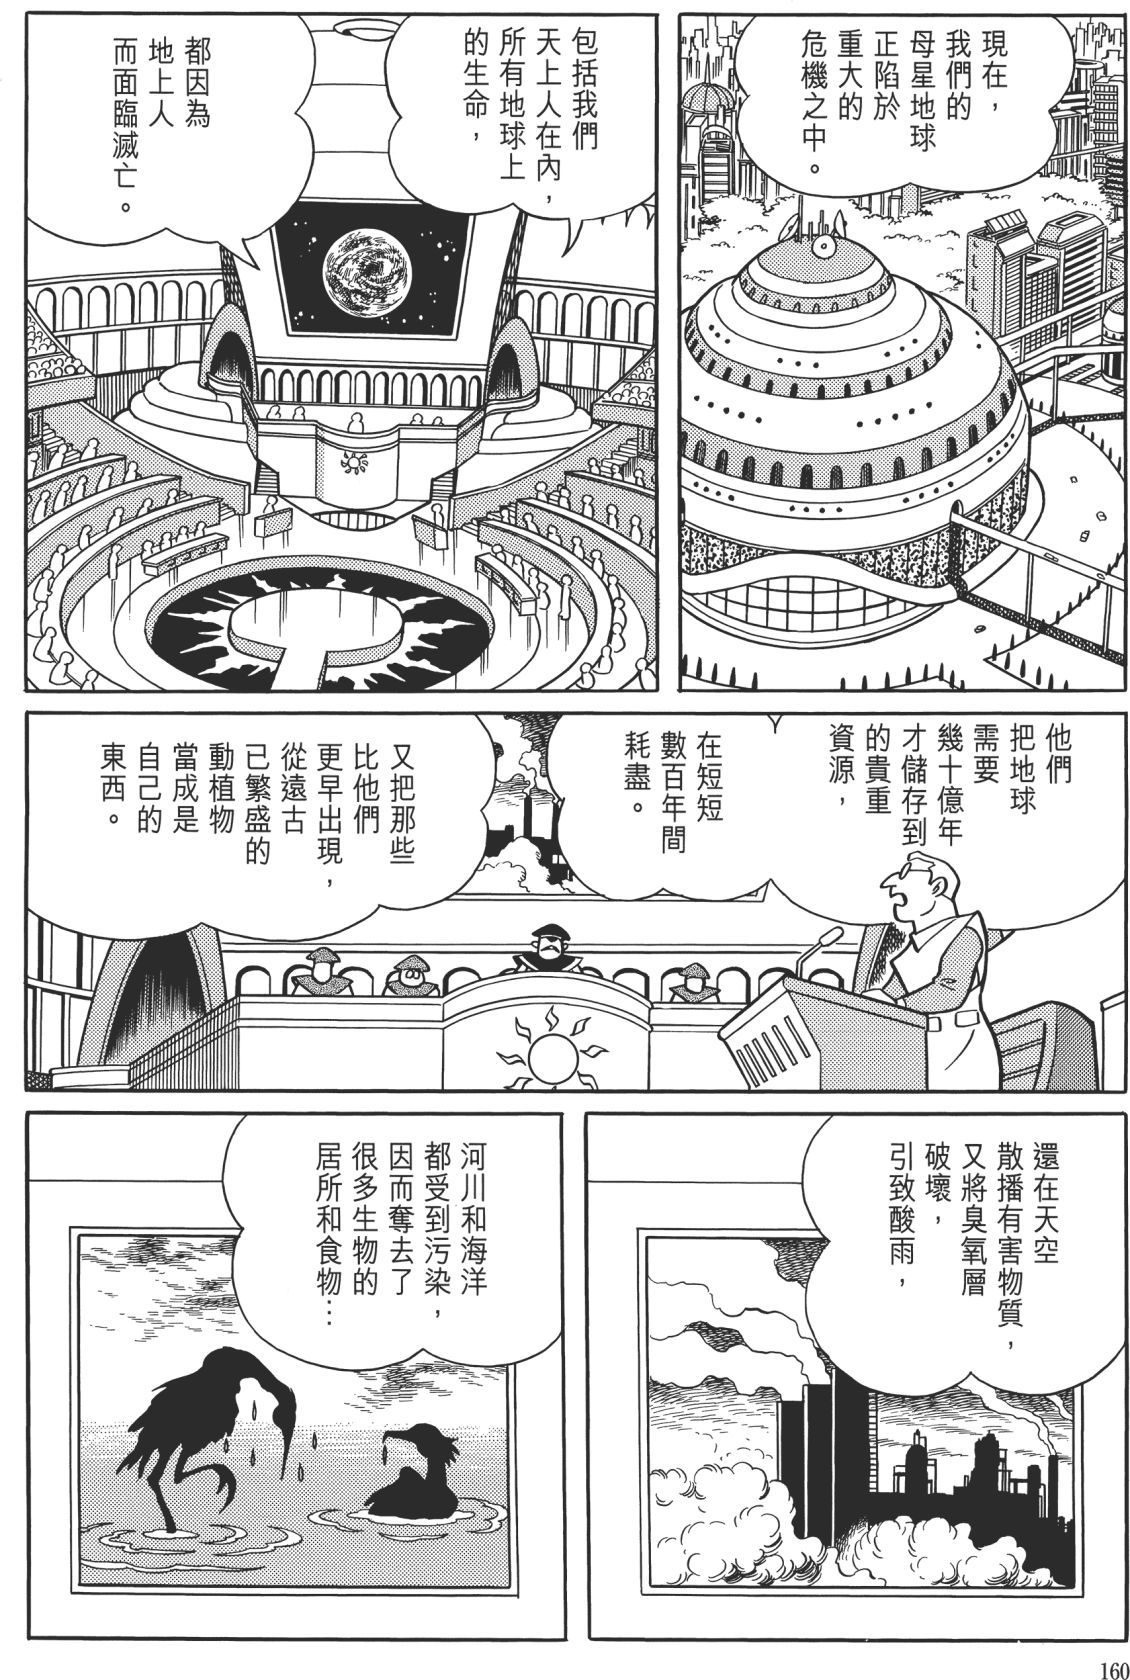 現在，
我們的
母星地球
正陷於
重大的
危機之中。
包括我們
天上人在內，
所有地球上
的生命，
都因為
地上人
而面臨滅亡。
他們
把地球
需要
幾十億年
才儲存到
的貴重
資源，
在短短
數百年間
耗盡。
又把那些
比他們
更早出現，
從遠古
已繁盛的
動植物
當成是
自己的
東西。
還在天空
散播有害物質，
又將臭氧層
破壞，
引致酸雨，
河川和海洋
都受到污染，
因而奪去了
很多生物的
居所和食物…
160